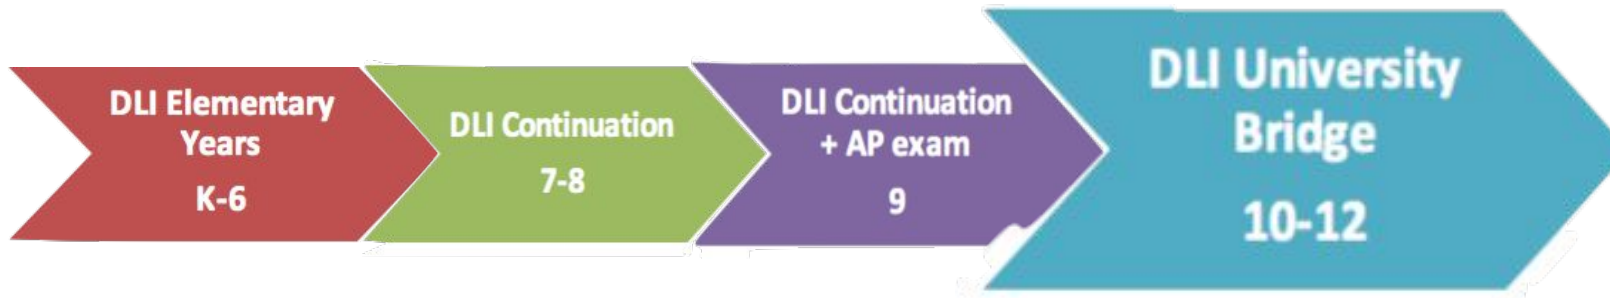 DLI Elementary
Years
K-6
DLI Continuation
7-8
DLI Continuation
+ AP exam
9
DLI University
Bridge
10-12